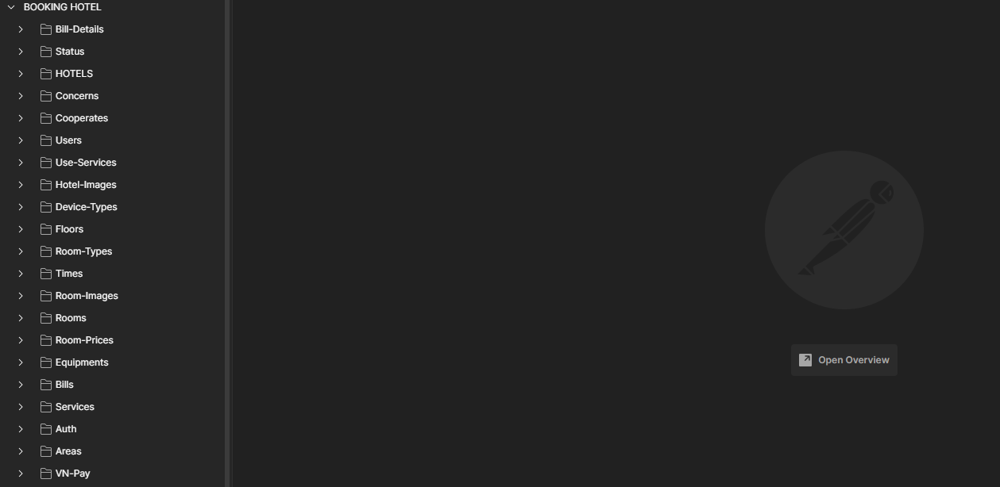 BOOKING HOTEL
Bill-Details
Status
HOTELS
Concerns
Cooperates
Users
Use-Services
Hotel-Images
Device-Types
Floors
Room-Types
Times
Room-Images
Rooms
Room-Prices
Equipments
Bills
Services
Auth
Areas
VN-Pay
Open Overview